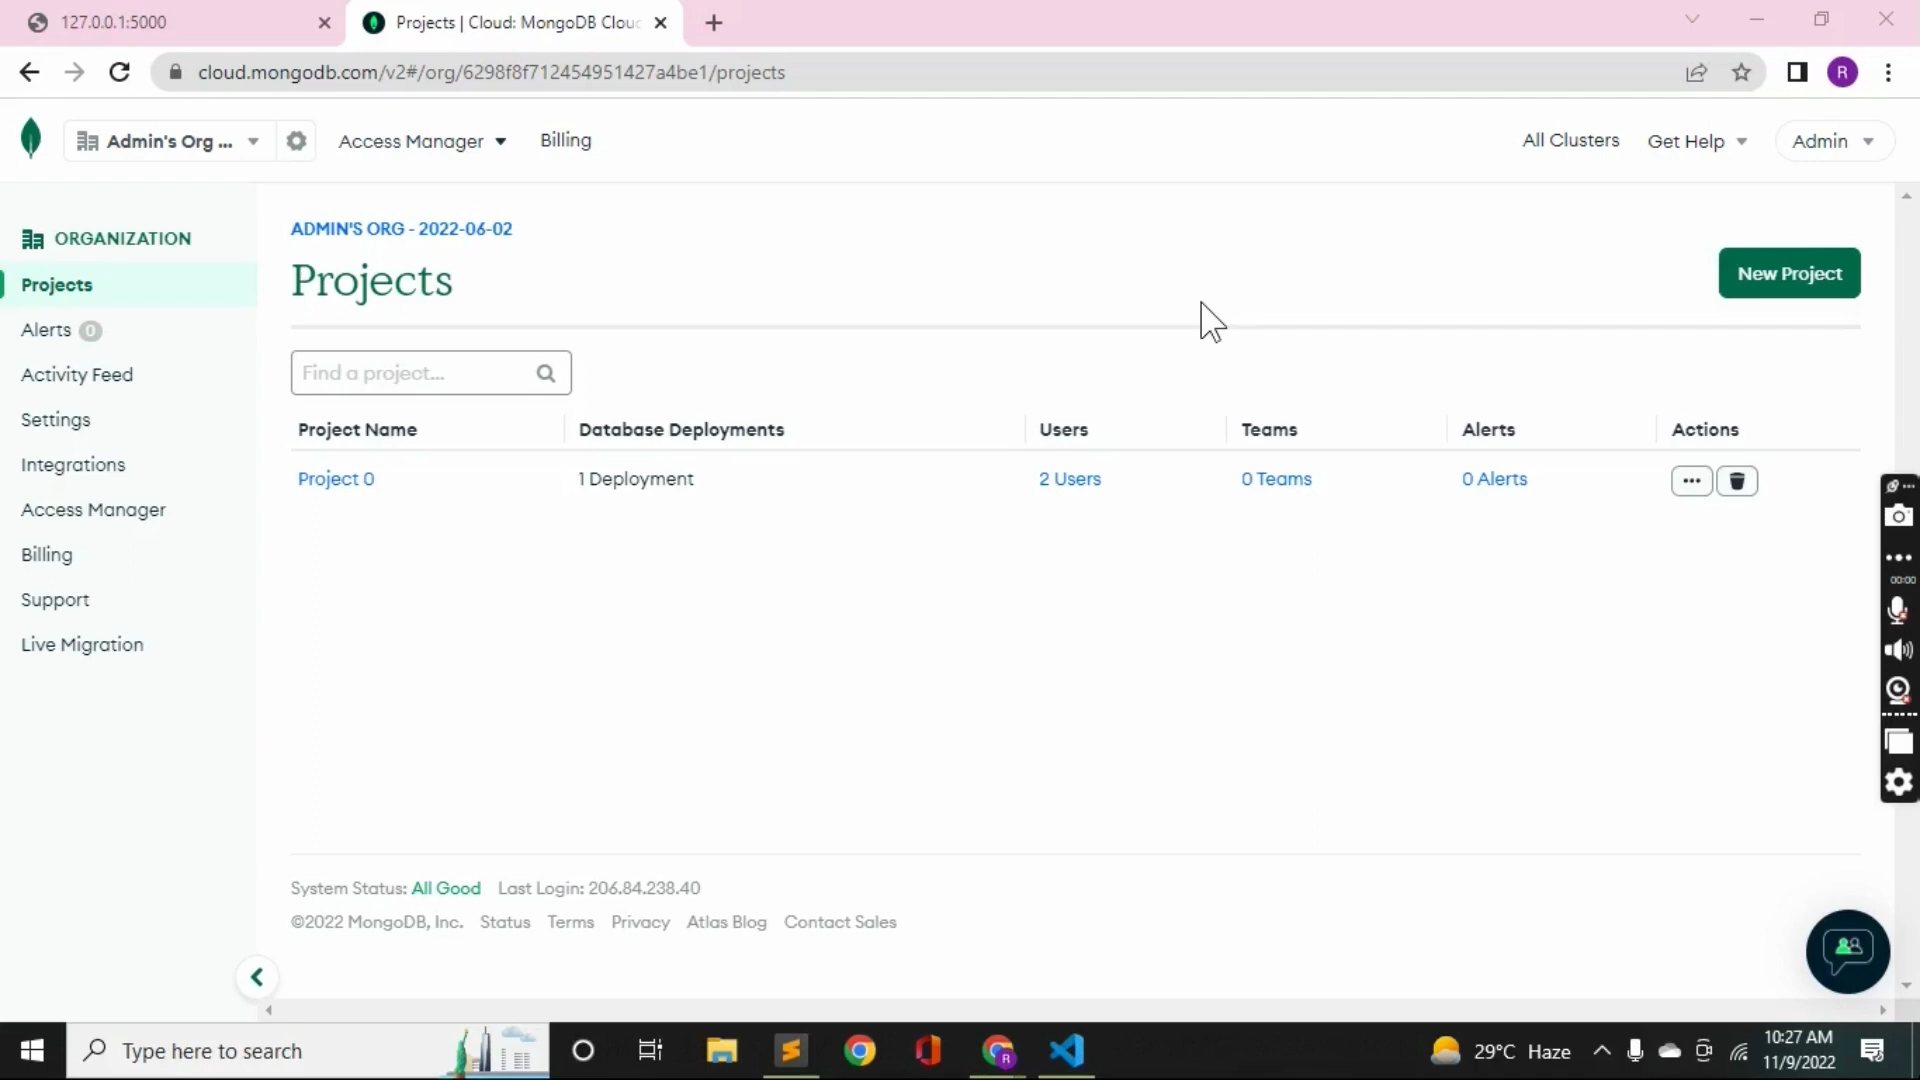 127.0.0.1:5000
Projects | Cloud: MongoDB Clou
cloud.mongodb.com/v2#/org/6298f8f712454951427a4be1/projects
R
Admin's Org ...
Access Manager
Billing
All Clusters
Get Help
Admin
ORGANIZATION
Projects
Alerts 0
Activity Feed
Settings
Integrations
Access Manager
Billing
Support
Live Migration
ADMIN'S ORG - 2022-06-02
Projects
New Project
Find a project...
Project Name
Database Deployments
Users
Teams
Alerts
Actions
Project 0
1 Deployment
2 Users
0 Teams
0 Alerts
00:00
System Status: All Good Last Login: 206.84.238.40
©2022 MongoDB, Inc. Status Terms Privacy Atlas Blog Contact Sales
Type here to search
R
29°C Haze
10:27 AM
11/9/2022